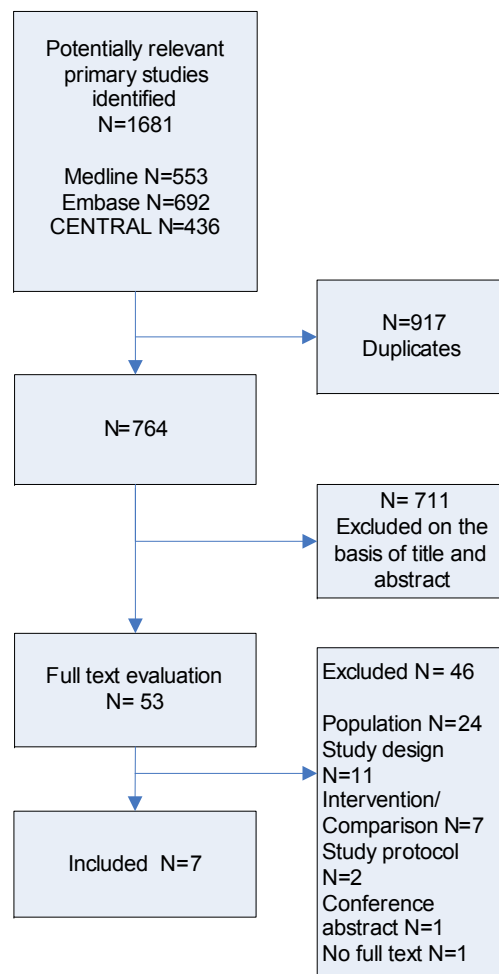 Potentially relevant
primary studies
identified
N=1681
Medline N=553
Embase N=692
CENTRAL N=436
N=917
Duplicates
N=764
N= 711
Excluded on the
basis of title and
abstract
Full text evaluation
N= 53
Excluded N= 46
Population N=24
Study design
N=11
Intervention/
Comparison N=7
Study protocol
N=2
Conference
abstract N=1
No full text N=1
Included N=7